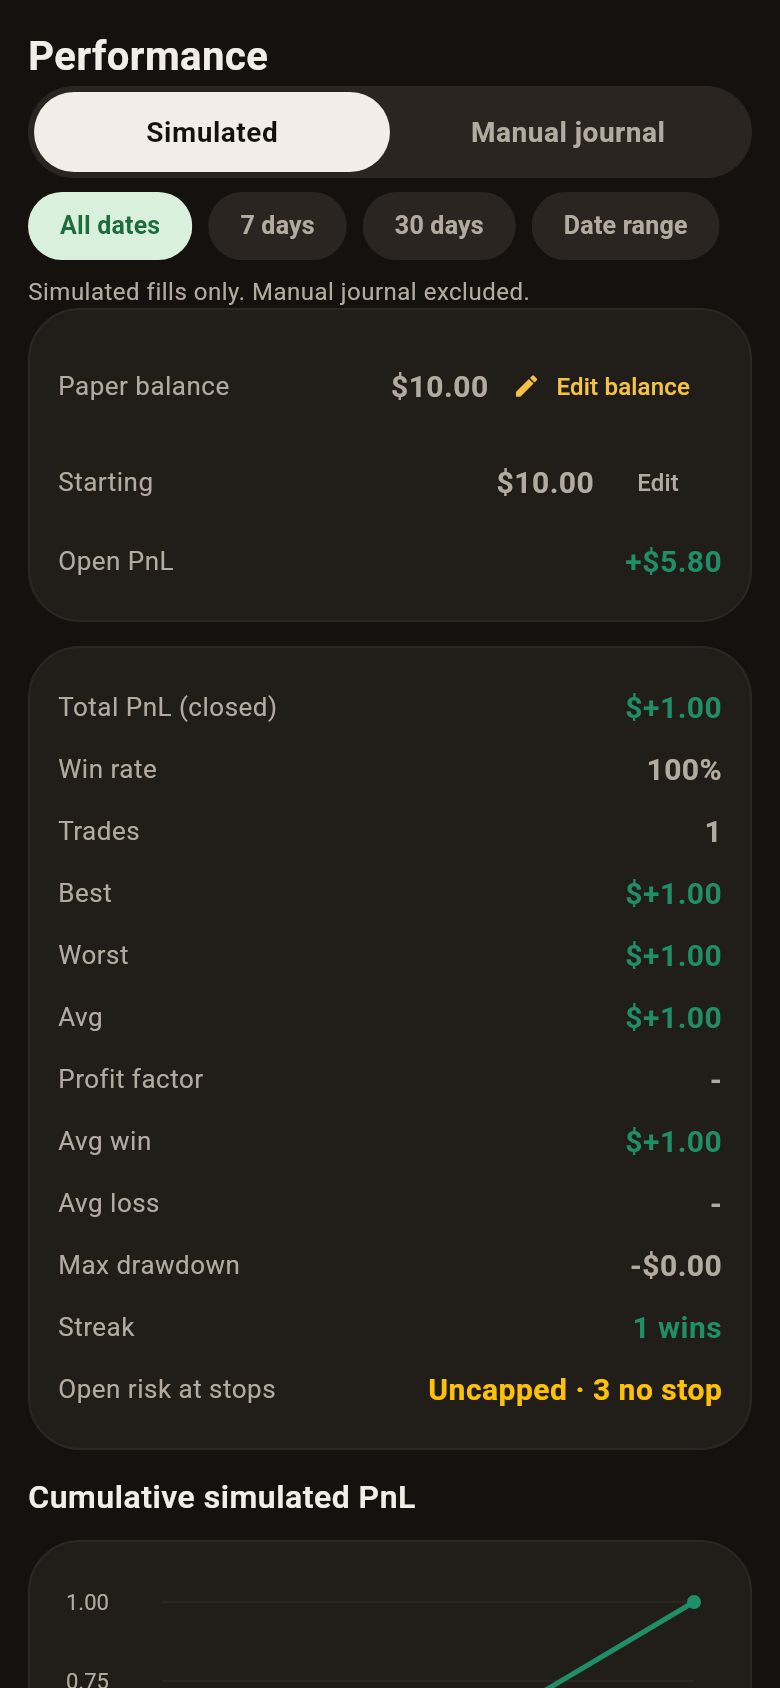 Performance
Simulated Manual journal
All dates 7 days 30 days Date range
Simulated fills only. Manual journal excluded.
Paper balance $10.00 Edit balance
Starting $10.00 Edit
Open PnL +$5.80
Total PnL (closed) $+1.00
Win rate 100%
Trades 1
Best $+1.00
Worst $+1.00
Avg $+1.00
Profit factor -
Avg win $+1.00
Avg loss -
Max drawdown -$0.00
Streak 1 wins
Open risk at stops Uncapped · 3 no stop
Cumulative simulated PnL
1.00
0.75